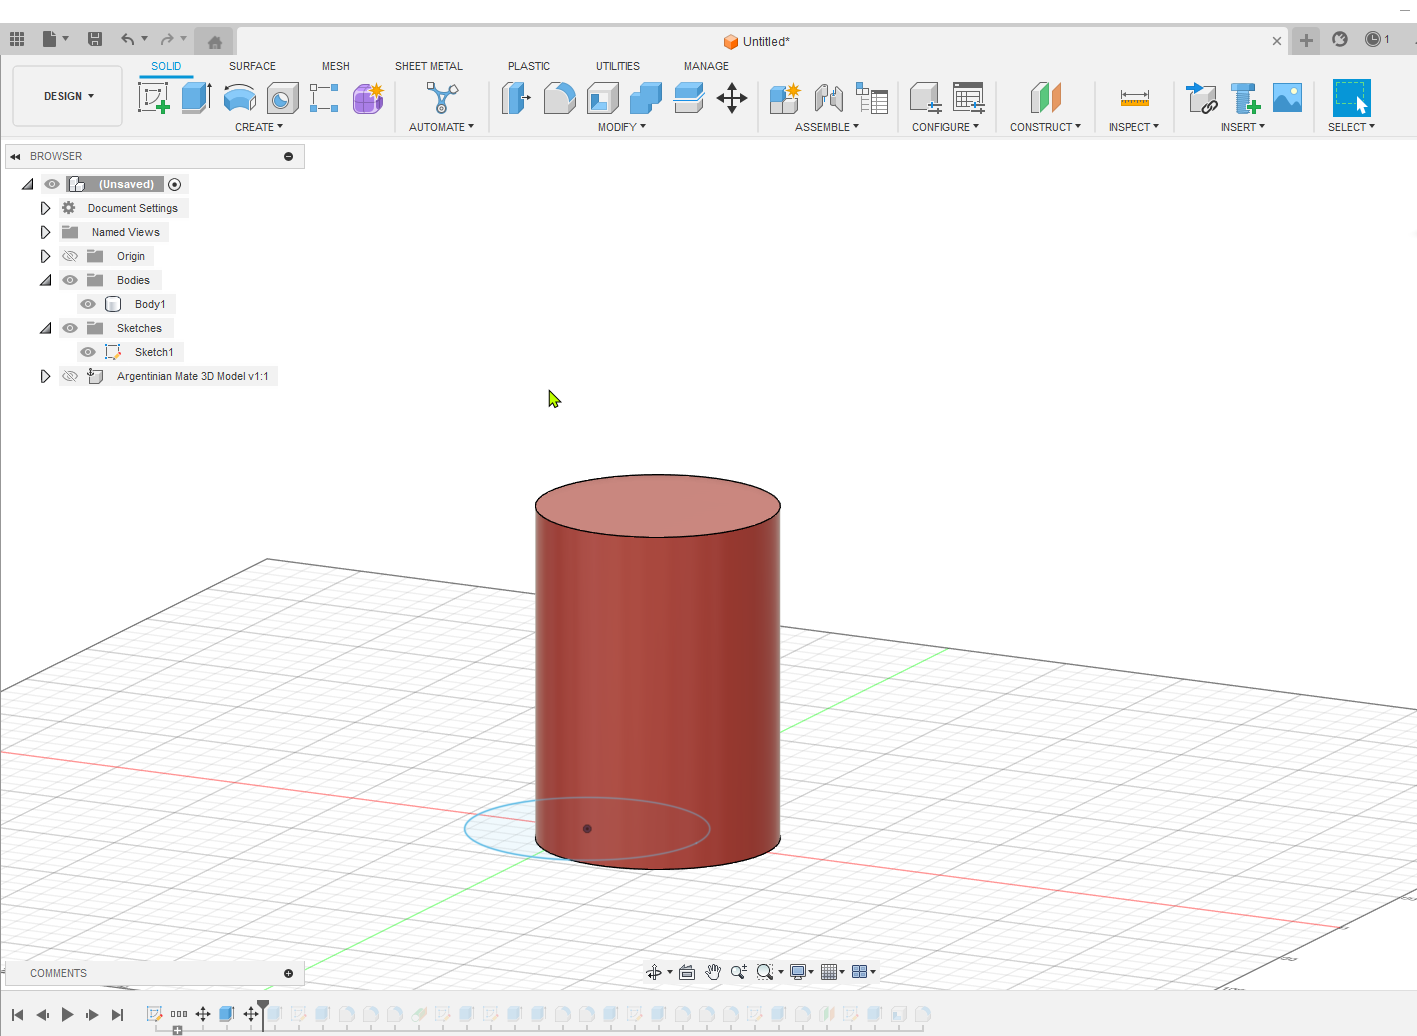 Untitled*
1
DESIGN
SOLID
SURFACE
MESH
SHEET METAL
PLASTIC
UTILITIES
MANAGE
CREATE
AUTOMATE
MODIFY
ASSEMBLE
CONFIGURE
CONSTRUCT
INSPECT
INSERT
SELECT
BROWSER
(Unsaved)
Document Settings
Named Views
Origin
Bodies
Body1
Sketches
Sketch1
Argentinian Mate 3D Model v1:1
COMMENTS